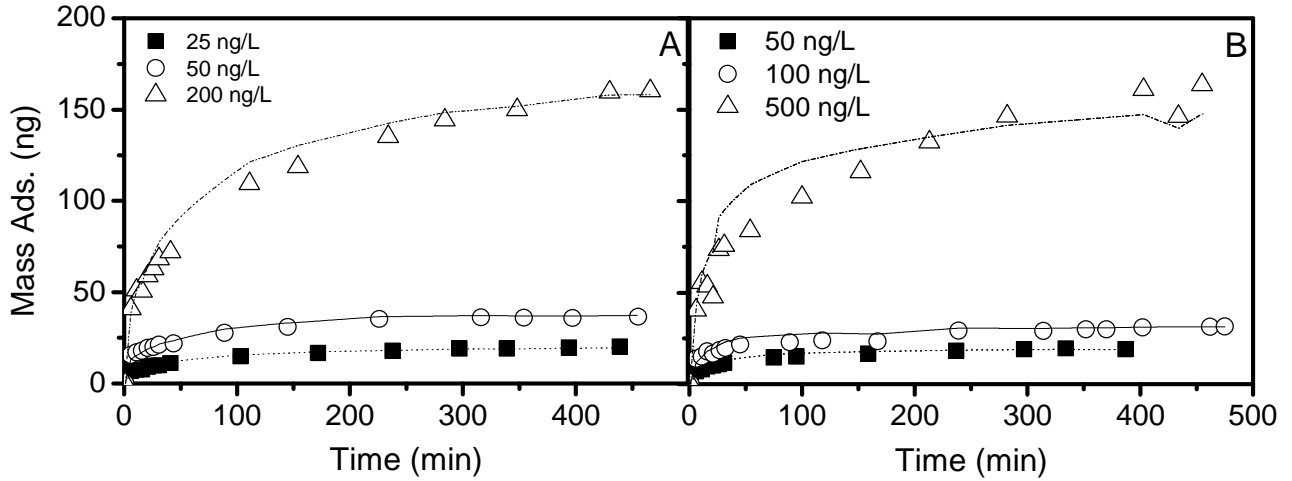 200
150
100
50
0
Mass Ads. (ng)
25 ng/L
50 ng/L
200 ng/L
A
0 100 200 300 400
Time (min)
50 ng/L
100 ng/L
500 ng/L
B
0 100 200 300 400 500
Time (min)